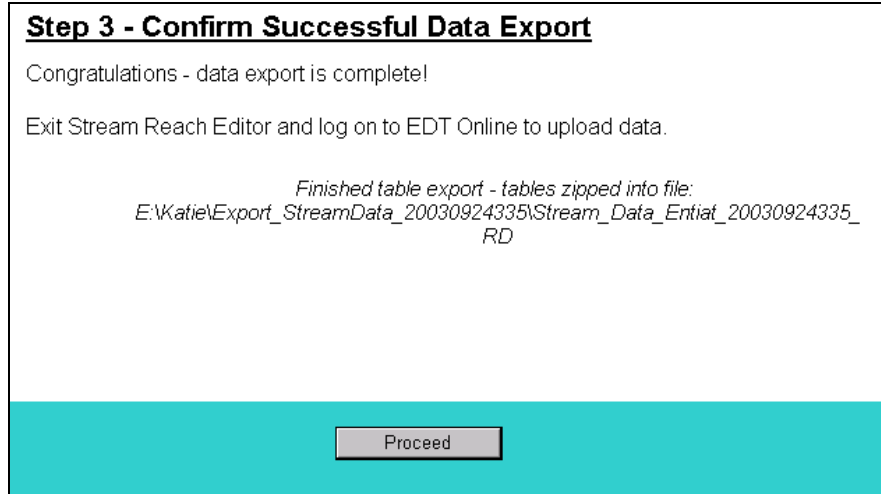 Step 3 - Confirm Successful Data Export
Congratulations - data export is complete!
Exit Stream Reach Editor and log on to EDT Online to upload data.
Finished table export - tables zipped into file:
E:\Katie\Export_StreamData_20030924335\Stream_Data_Entiat_20030924335_
RD
Proceed